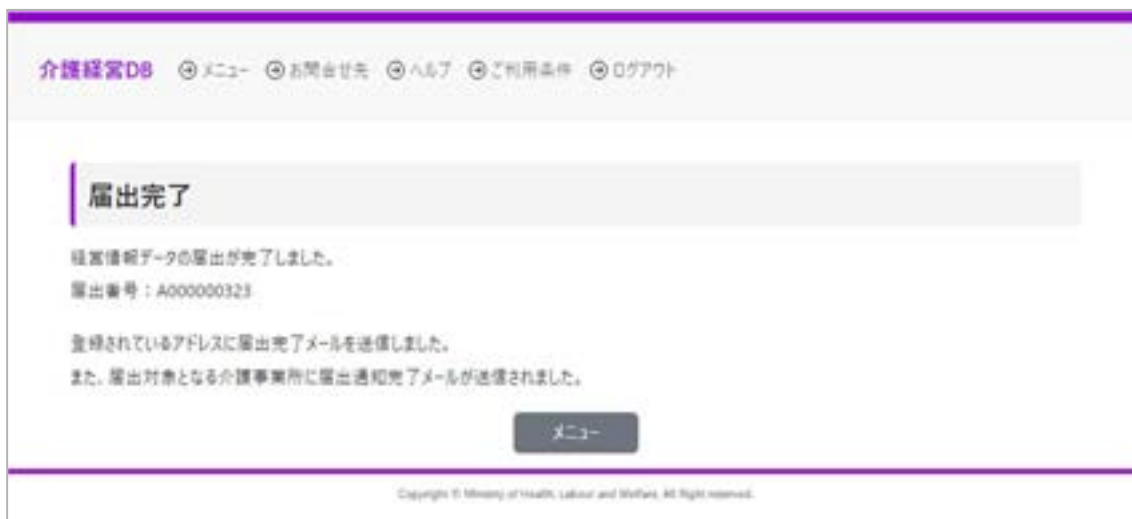 介護経営DB メニュー お問合せ先 ヘルプ ご利用条件 ログアウト
届出完了
経営情報データの届出が完了しました。
届出番号：A000000323
登録されているアドレスに届出完了メールを送信しました。
また、届出対象となる介護事業所に届出通知完了メールが送信されました。
メニュー
Copyright © Ministry of Health, Labour and Welfare, All Right reserved.